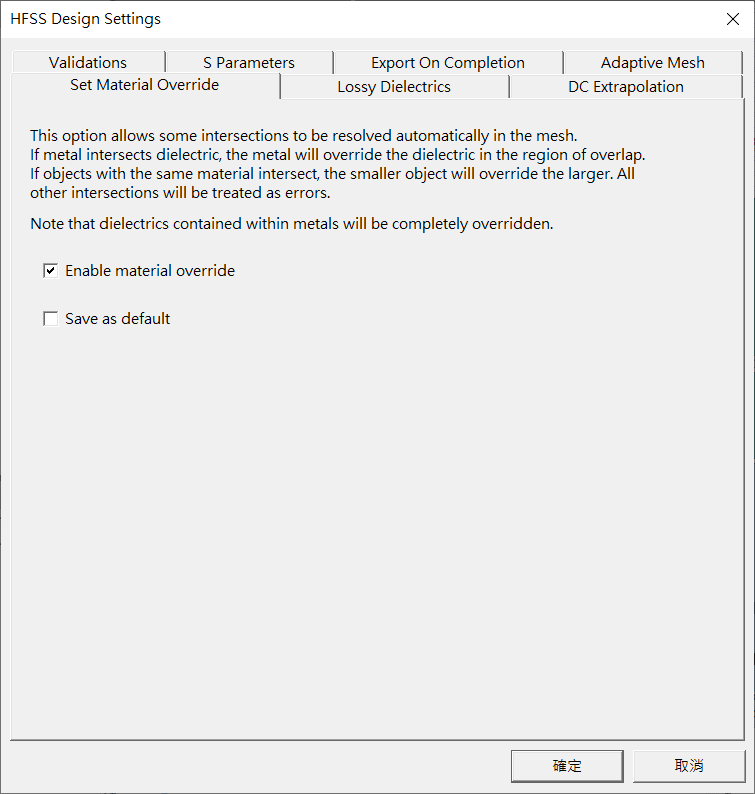 HFSS Design Settings
Validations
S Parameters
Export On Completion
Adaptive Mesh
Set Material Override
Lossy Dielectrics
DC Extrapolation
This option allows some intersections to be resolved automatically in the mesh.
If metal intersects dielectric, the metal will override the dielectric in the region of overlap.
If objects with the same material intersect, the smaller object will override the larger. All
other intersections will be treated as errors.
Note that dielectrics contained within metals will be completely overridden.
Enable material override
Save as default
確定
取消